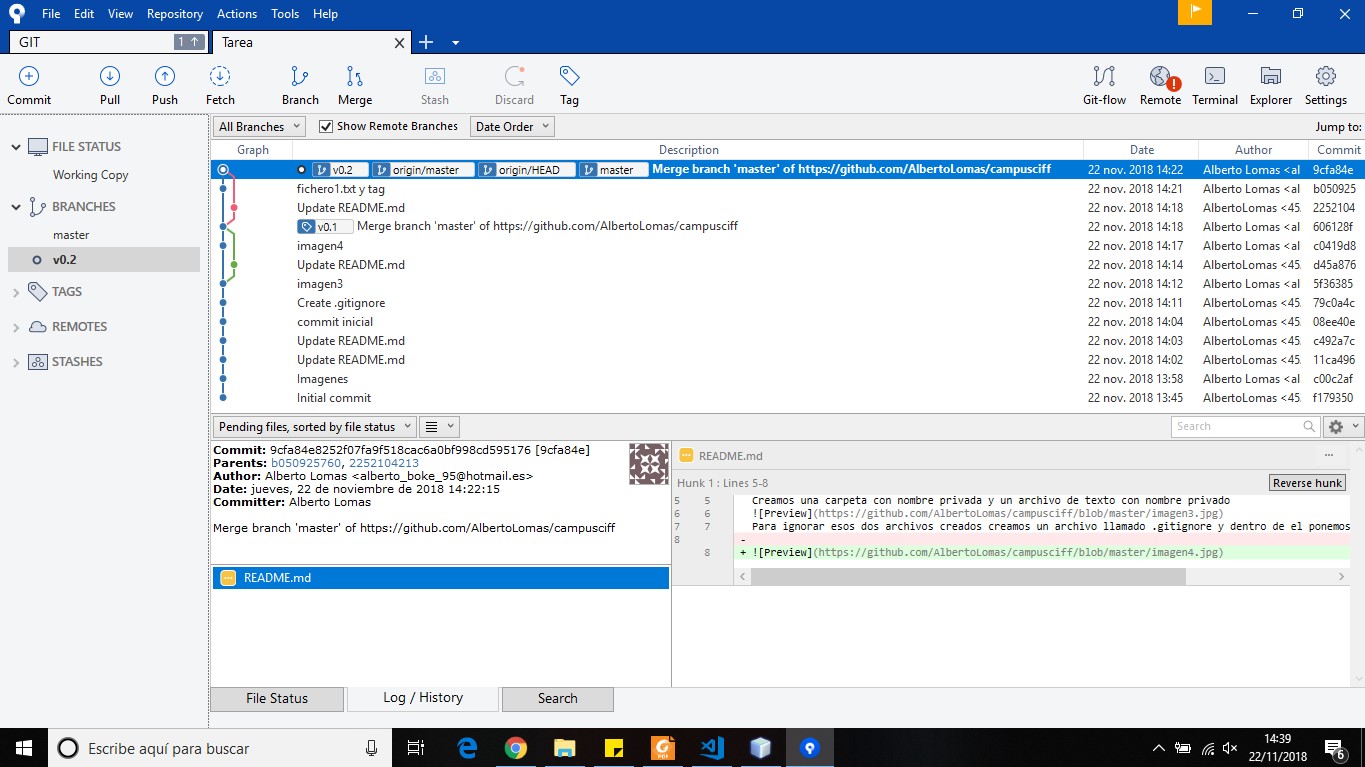 File Edit View Repository Actions Tools Help
GIT 1 Tarea
Commit Pull Push Fetch Branch Merge Stash Discard Tag Git-flow Remote Terminal Explorer Settings
All Branches Show Remote Branches Date Order Jump to:
FILE STATUS
Working Copy
BRANCHES
master
v0.2
TAGS
REMOTES
STASHES
Graph Description Date Author Commit
v0.2 origin/master origin/HEAD master Merge branch 'master' of https://github.com/AlbertoLomas/campusciff 22 nov. 2018 14:22 Alberto Lomas <al 9cfa84e
fichero1.txt y tag 22 nov. 2018 14:21 Alberto Lomas <al b050925
Update README.md 22 nov. 2018 14:18 AlbertoLomas <45. 2252104
v0.1 Merge branch 'master' of https://github.com/AlbertoLomas/campusciff 22 nov. 2018 14:18 Alberto Lomas <al 606128f
imagen4 22 nov. 2018 14:17 Alberto Lomas <al c0419d8
Update README.md 22 nov. 2018 14:14 AlbertoLomas <45. d45a876
imagen3 22 nov. 2018 14:12 Alberto Lomas <al 5f36385
Create .gitignore 22 nov. 2018 14:11 AlbertoLomas <45. 79c0a4c
commit inicial 22 nov. 2018 14:04 Alberto Lomas <al 08ee40e
Update README.md 22 nov. 2018 14:03 AlbertoLomas <45. c492a7c
Update README.md 22 nov. 2018 14:02 AlbertoLomas <45. 11ca496
Imagenes 22 nov. 2018 13:58 Alberto Lomas <al c00c2af
Initial commit 22 nov. 2018 13:45 AlbertoLomas <45. f179350
Pending files, sorted by file status Search
Commit: 9cfa84e8252f07fa9f518cac6a0bf998cd595176 [9cfa84e]
Parents: b050925760, 2252104213
Author: Alberto Lomas <alberto_boke_95@hotmail.es>
Date: jueves, 22 de noviembre de 2018 14:22:15
Committer: Alberto Lomas
Merge branch 'master' of https://github.com/AlbertoLomas/campusciff
README.md
README.md
Hunk 1 : Lines 5-8 Reverse hunk
5 5 Creamos una carpeta con nombre privada y un archivo de texto con nombre privado
6 6 ![Preview](https://github.com/AlbertoLomas/campusciff/blob/master/imagen3.jpg)
7 7 Para ignorar esos dos archivos creados creamos un archivo llamado .gitignore y dentro de el ponemos
8 -
8 + ![Preview](https://github.com/AlbertoLomas/campusciff/blob/master/imagen4.jpg)
File Status Log / History Search
Escribe aquí para buscar
14:39
22/11/2018
6